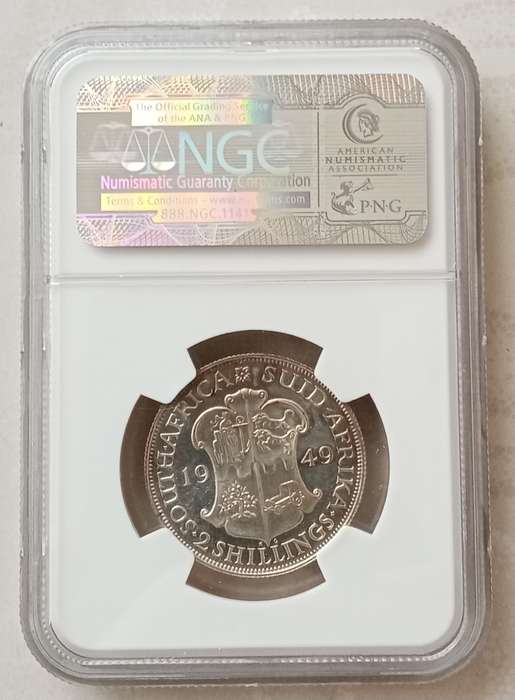 The Official Grading Service
of the ANA & PNG
NGC
Numismatic Guaranty Corporation
Terms & Conditions - www.
888.NGC.1141
AMERICAN
NUMISMATIC
ASSOCIATION
P·N·G
SOUTH AFRICA SUID-AFRIKA
19 49
2 SHILLINGS